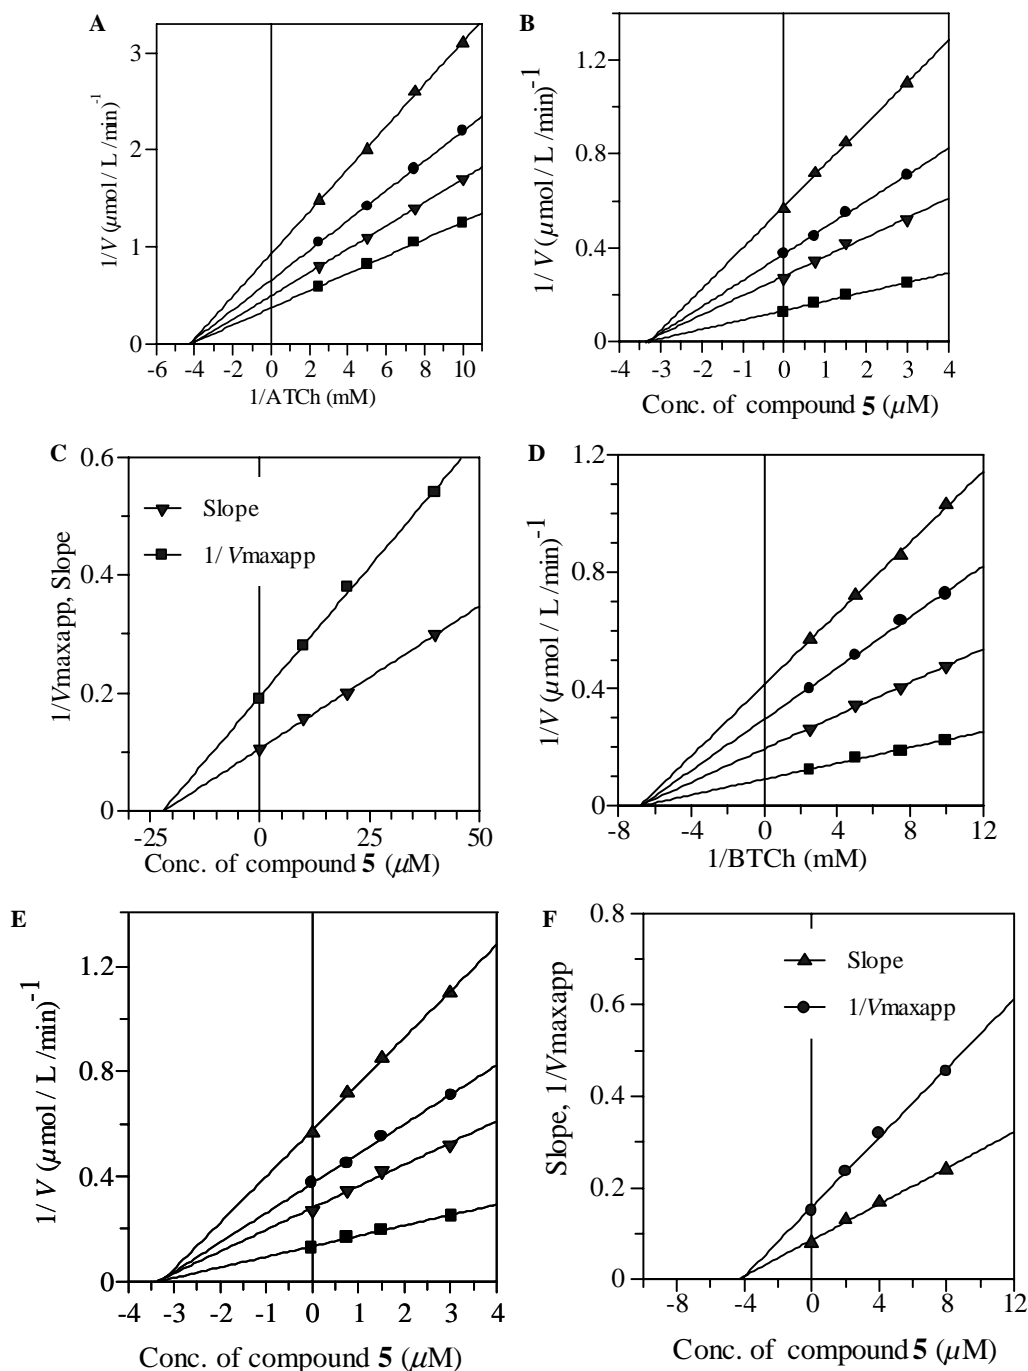 A
1/V (μmol / L /min)⁻¹
3
2
1
0
-6 -4 -2 0 2 4 6 8 10
1/ATCh (mM)
B
1/ V (μmol / L /min)⁻¹
1.2
0.8
0.4
0
-4 -3 -2 -1 0 1 2 3 4
Conc. of compound 5 (μM)
C
1/Vmaxapp, Slope
0.6
0.4
0.2
0
Slope
1/ Vmaxapp
-25 0 25 50
Conc. of compound 5 (μM)
D
1/V (μmol / L /min)⁻¹
1.2
0.8
0.4
0
-8 -4 0 4 8 12
1/BTCh (mM)
E
1/ V (μmol / L /min)⁻¹
1.2
0.8
0.4
0
-4 -3 -2 -1 0 1 2 3 4
Conc. of compound 5 (μM)
F
Slope, 1/Vmaxapp
0.8
0.6
0.4
0.2
0
Slope
1/Vmaxapp
-8 -4 0 4 8 12
Conc. of compound 5 (μM)